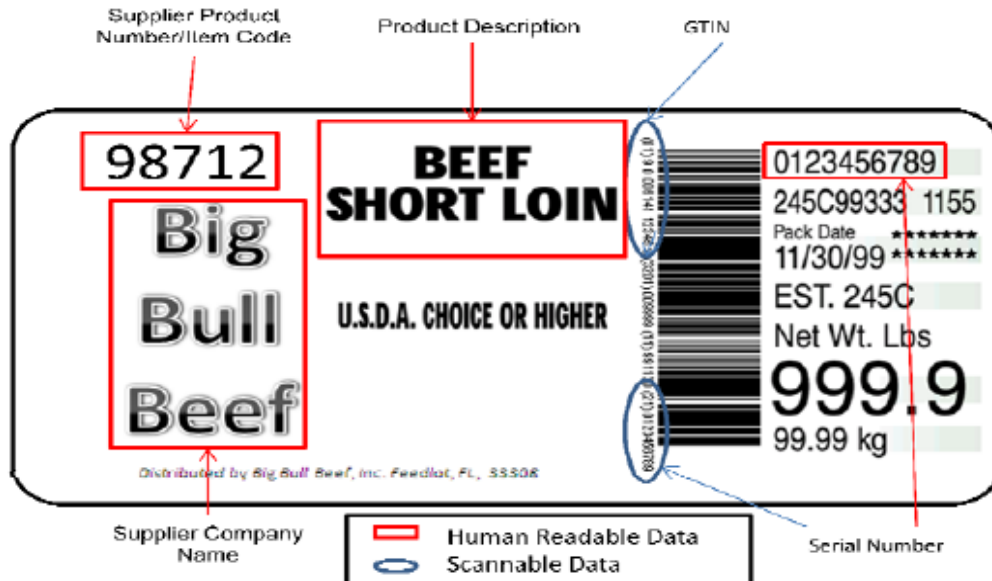 Supplier Product
Number/Item Code
Product Description
GTIN
98712
BEEF
SHORT LOIN
0123456789
245C99333 1155
Pack Date *******
11/30/99 *******
Big
Bull
Beef
U.S.D.A. CHOICE OR HIGHER
EST. 245C
Net Wt. Lbs
999.9
99.99 kg
Distributed by Big Bull Beef, Inc. Feedlot, FL, 33308
Supplier Company
Name
Human Readable Data
Scannable Data
Serial Number